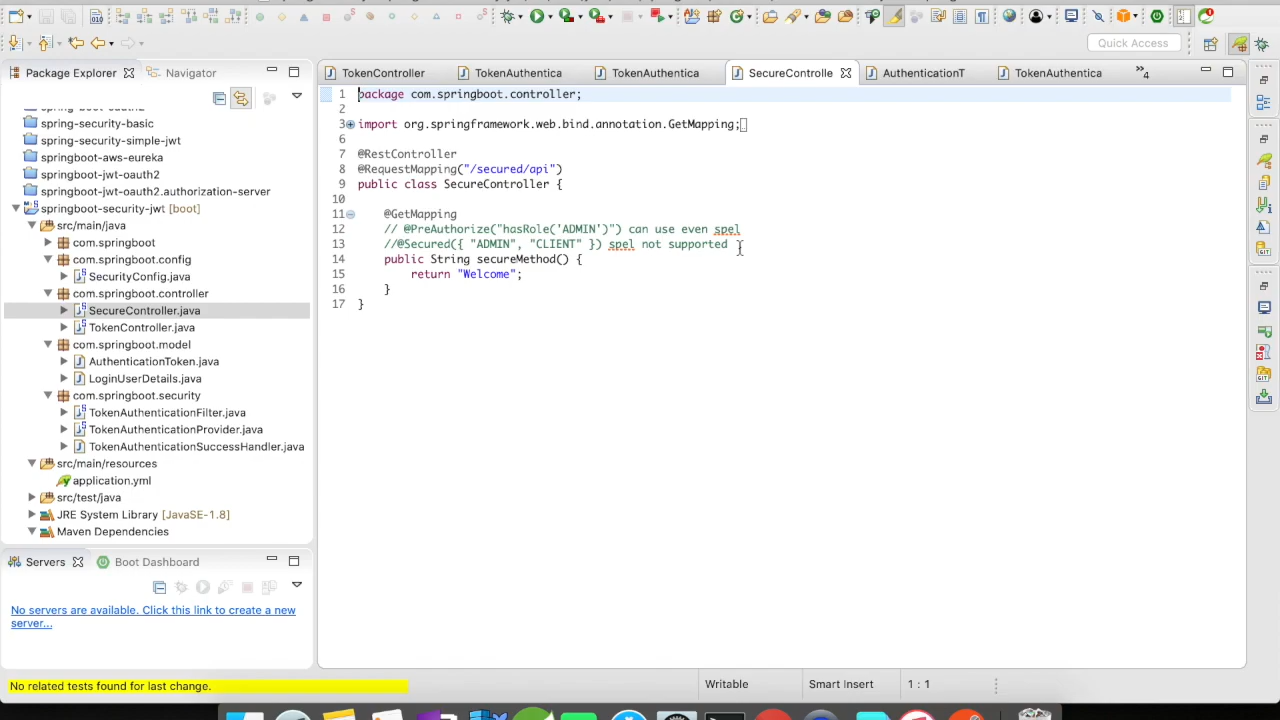 Quick Access
Package Explorer
Navigator
spring-boot-oauth2
spring-security-basic
spring-security-simple-jwt
springboot-aws-eureka
springboot-jwt-oauth2
springboot-jwt-oauth2.authorization-server
springboot-security-jwt [boot]
src/main/java
com.springboot
com.springboot.config
SecurityConfig.java
com.springboot.controller
SecureController.java
TokenController.java
com.springboot.model
AuthenticationToken.java
LoginUserDetails.java
com.springboot.security
TokenAuthenticationFilter.java
TokenAuthenticationProvider.java
TokenAuthenticationSuccessHandler.java
src/main/resources
application.yml
src/test/java
JRE System Library [JavaSE-1.8]
Maven Dependencies
Servers
Boot Dashboard
No servers are available. Click this link to create a new
server...
TokenController
TokenAuthentica
TokenAuthentica
SecureControlle
AuthenticationT
TokenAuthentica
»4
1 package com.springboot.controller;
2
3 import org.springframework.web.bind.annotation.GetMapping;
6
7 @RestController
8 @RequestMapping("/secured/api")
9 public class SecureController {
10
11 @GetMapping
12 // @PreAuthorize("hasRole('ADMIN')") can use even spel
13 //@Secured({ "ADMIN", "CLIENT" }) spel not supported
14 public String secureMethod() {
15 return "Welcome";
16 }
17 }
No related tests found for last change.
Writable
Smart Insert
1 : 1